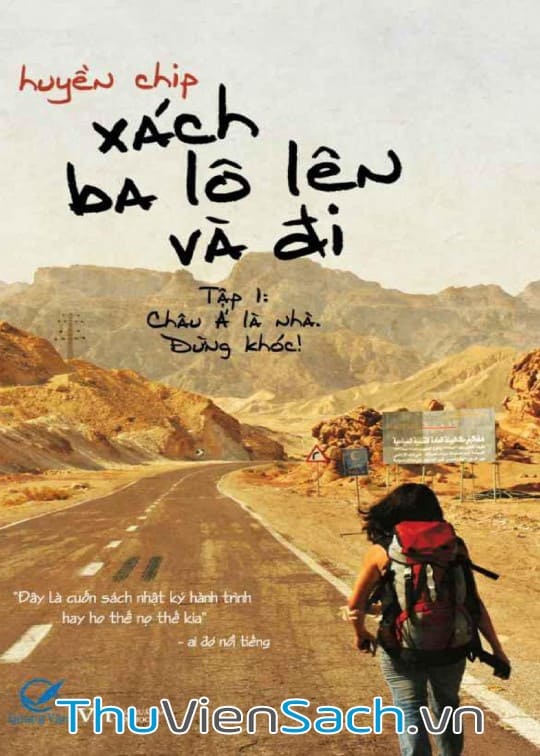 huyền chip
xách
ba lô lên
và đi
Tập 1:
Châu Á là nhà.
Đừng khóc!
"Đây là cuốn sách nhật ký hành trình
hay ho thế nọ thế kia"
- ai đó nổi tiếng
ThuVienSach.vn